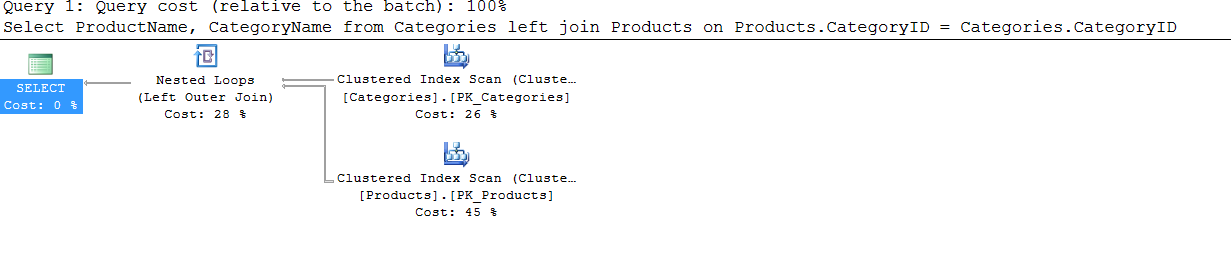 Query 1: Query cost (relative to the batch): 100%
Select ProductName, CategoryName from Categories left join Products on Products.CategoryID = Categories.CategoryID
SELECT
Cost: 0 %
Nested Loops
(Left Outer Join)
Cost: 28 %
Clustered Index Scan (Cluste…
[Categories].[PK_Categories]
Cost: 26 %
Clustered Index Scan (Cluste…
[Products].[PK_Products]
Cost: 45 %